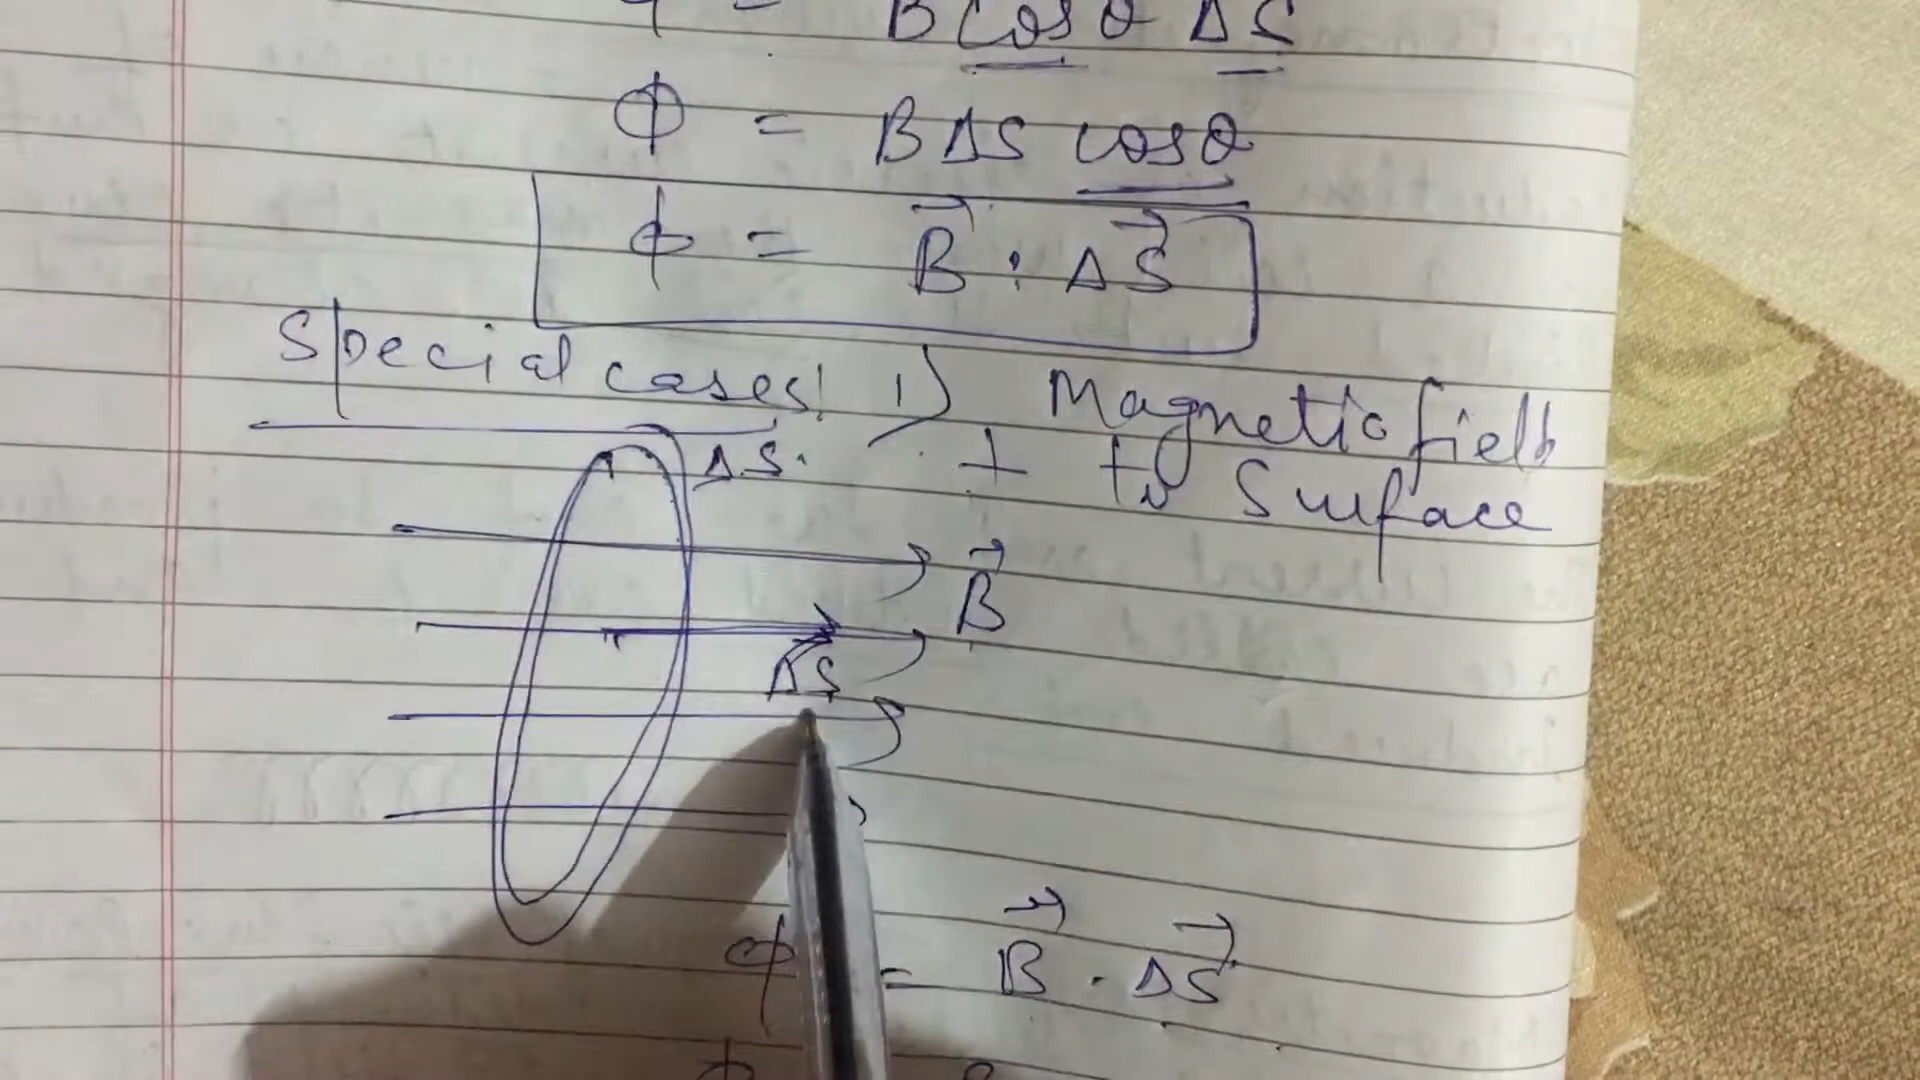 ϕ = B cosθ ΔS
ϕ = BΔS cosθ
ϕ = B⃗ . ΔS⃗
Special cases! 1) Magnetic field
ΔS. ⊥ to Surface
B⃗
ΔS
ϕ = B⃗ . ΔS⃗